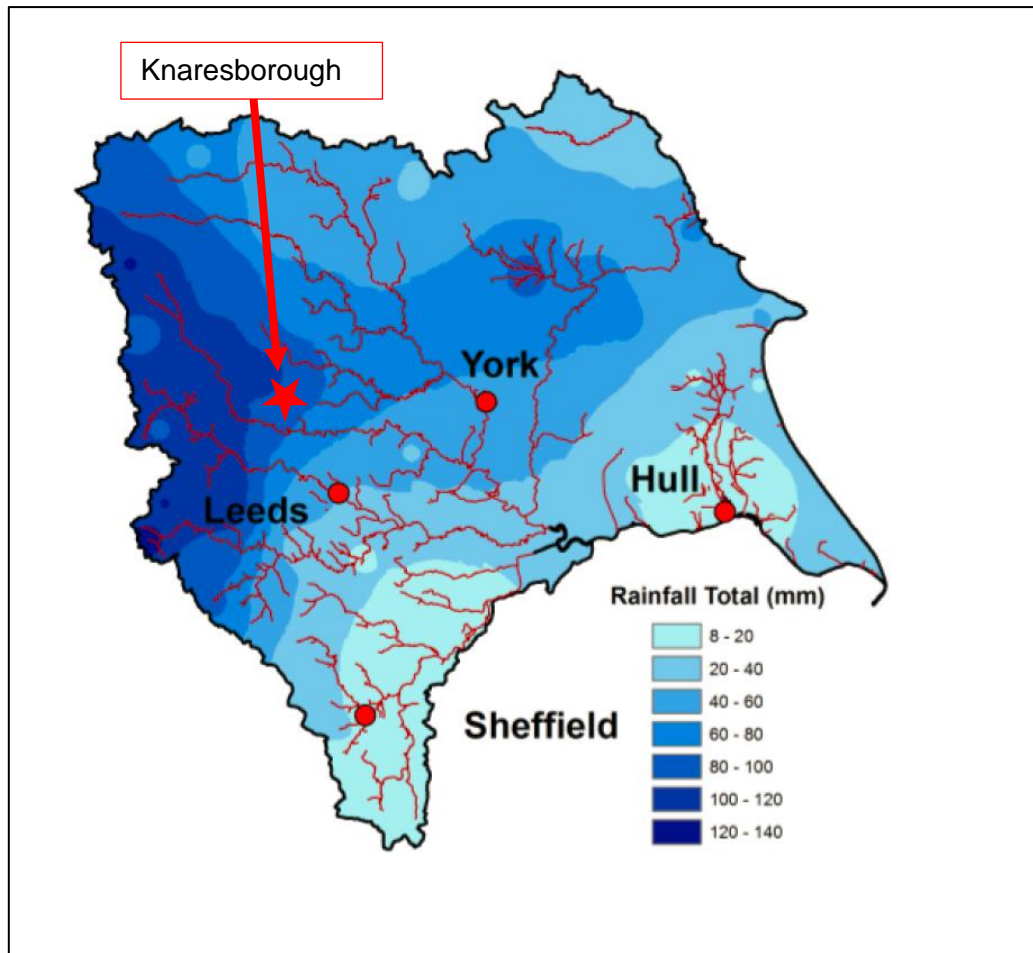 Knaresborough
York
Hull
Leeds
Rainfall Total (mm)
8 - 20
20 - 40
40 - 60
60 - 80
80 - 100
100 - 120
120 - 140
Sheffield